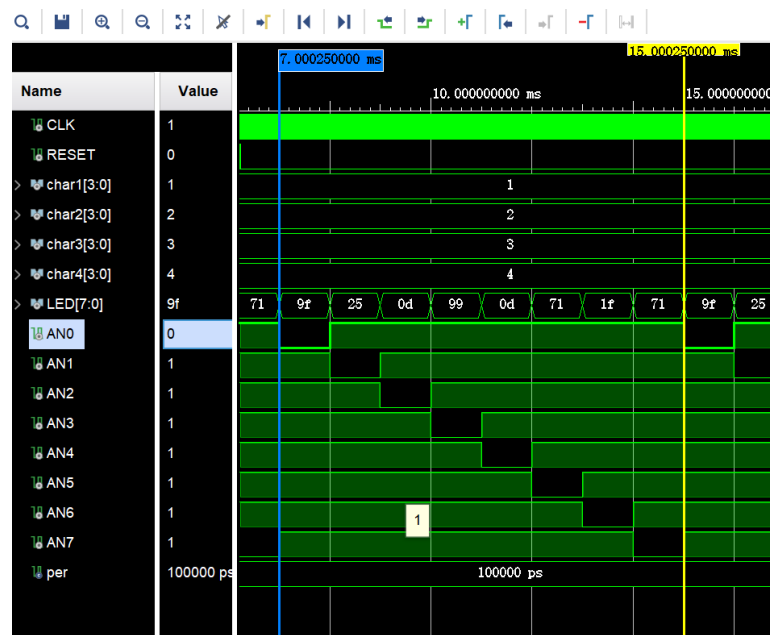 7.000250000 ms
15.000250000 ms
Name Value
10.000000000 ms
15.000000000
CLK 1
RESET 0
char1[3:0] 1 1
char2[3:0] 2 2
char3[3:0] 3 3
char4[3:0] 4 4
LED[7:0] 9f 71 9f 25 0d 99 0d 71 1f 71 9f 25
AN0 0
AN1 1
AN2 1
AN3 1
AN4 1
AN5 1
AN6 1 1
AN7 1
per 100000 ps 100000 ps